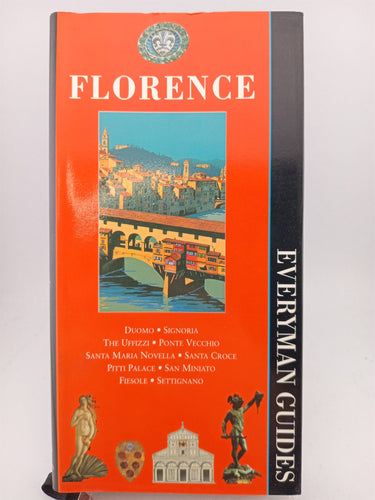 FLORENCE
DUOMO • SIGNORIA
THE UFFIZZI • PONTE VECCHIO
SANTA MARIA NOVELLA • SANTA CROCE
PITTI PALACE • SAN MINIATO
FIESOLE • SETTIGNANO
EVERYMAN GUIDES